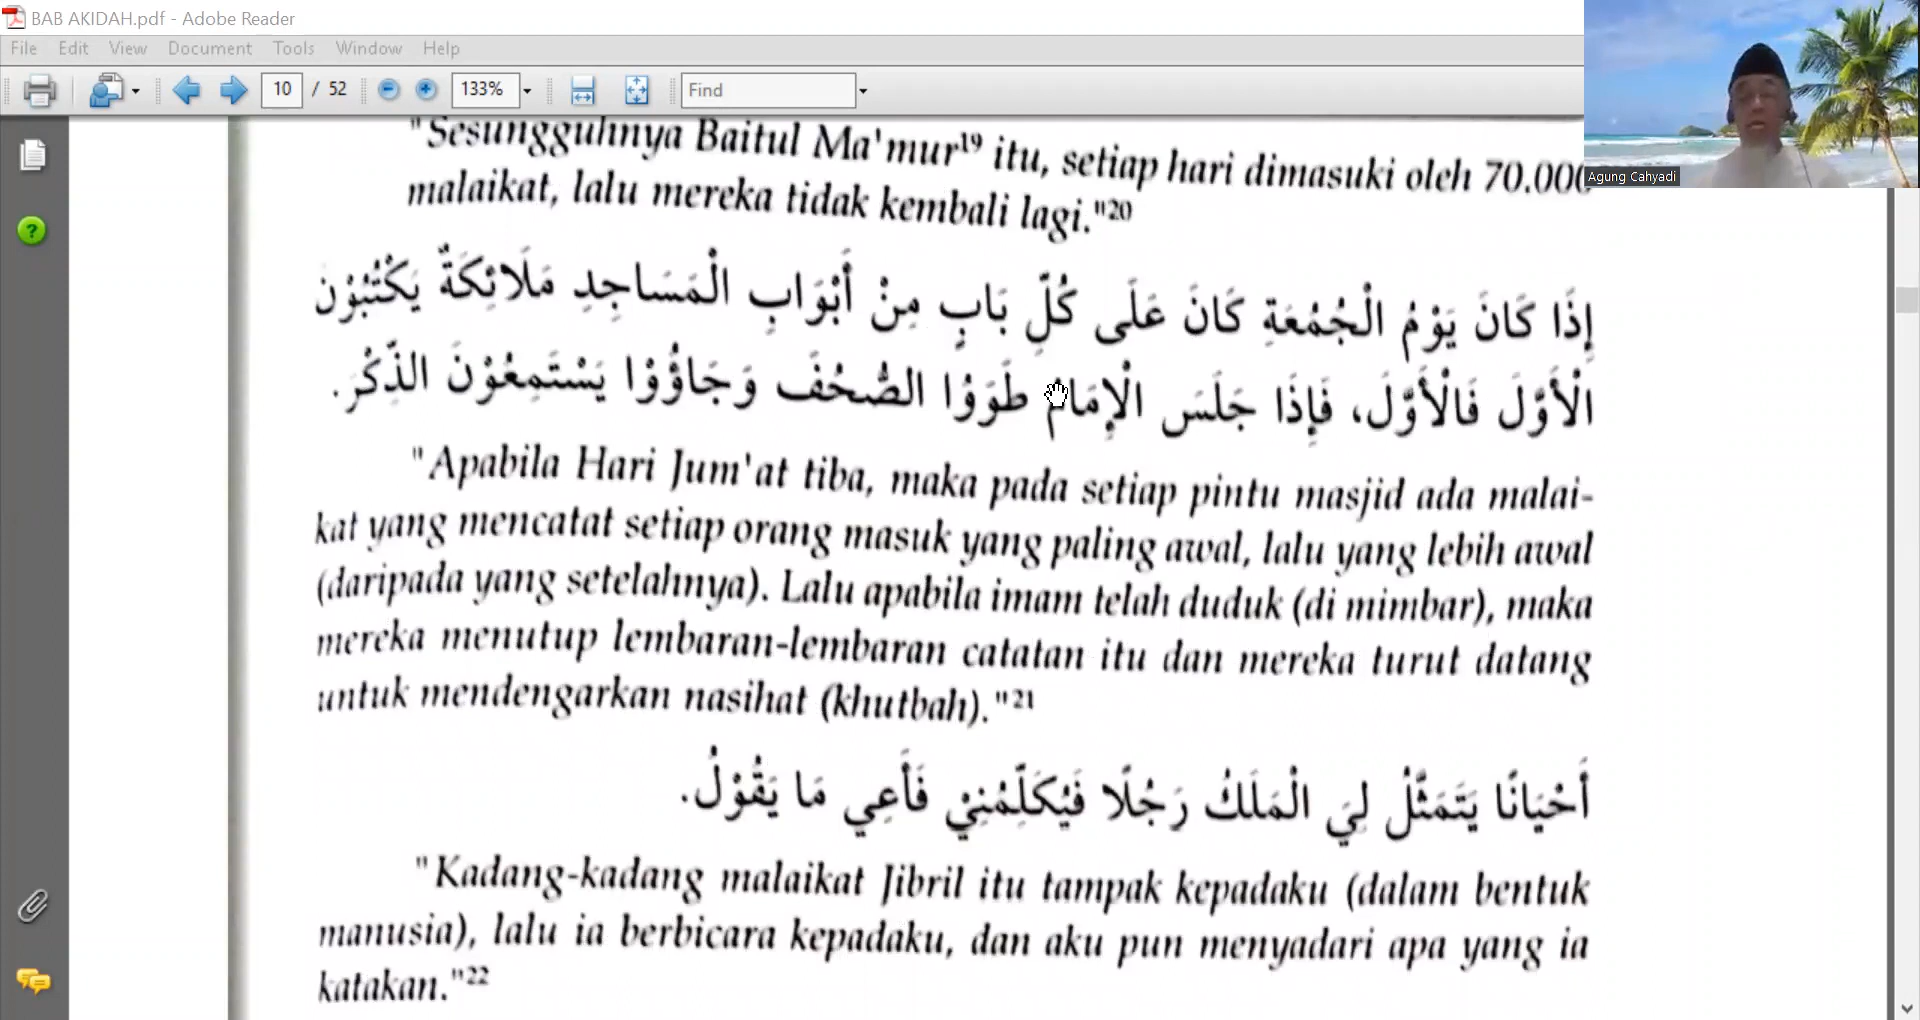 BAB AKIDAH.pdf - Adobe Reader
File Edit View Document Tools Window Help
10 / 52 133% Find
Agung Cahyadi
"Sesungguhnya Baitul Ma'mur¹⁹ itu, setiap hari dimasuki oleh 70.000
malaikat, lalu mereka tidak kembali lagi."²⁰
إِذَا كَانَ يَوْمُ الْجُمُعَةِ كَانَ عَلَى كُلِّ بَابٍ مِنْ أَبْوَابِ الْمَسَاجِدِ مَلَائِكَةٌ يَكْتُبُوْنَ
الْأَوَّلَ فَالْأَوَّلَ، فَإِذَا جَلَسَ الْإِمَامُ طَوَوُا الصُّحُفَ وَجَاؤُوْا يَسْتَمِعُوْنَ الذِّكْرَ.
"Apabila Hari Jum'at tiba, maka pada setiap pintu masjid ada malai-
kat yang mencatat setiap orang masuk yang paling awal, lalu yang lebih awal
(daripada yang setelahnya). Lalu apabila imam telah duduk (di mimbar), maka
mereka menutup lembaran-lembaran catatan itu dan mereka turut datang
untuk mendengarkan nasihat (khutbah)."²¹
أَحْيَانًا يَتَمَثَّلُ لِيَ الْمَلَكُ رَجُلًا فَيُكَلِّمُنِيْ فَأَعِي مَا يَقُوْلُ.
"Kadang-kadang malaikat Jibril itu tampak kepadaku (dalam bentuk
manusia), lalu ia berbicara kepadaku, dan aku pun menyadari apa yang ia
katakan."²²